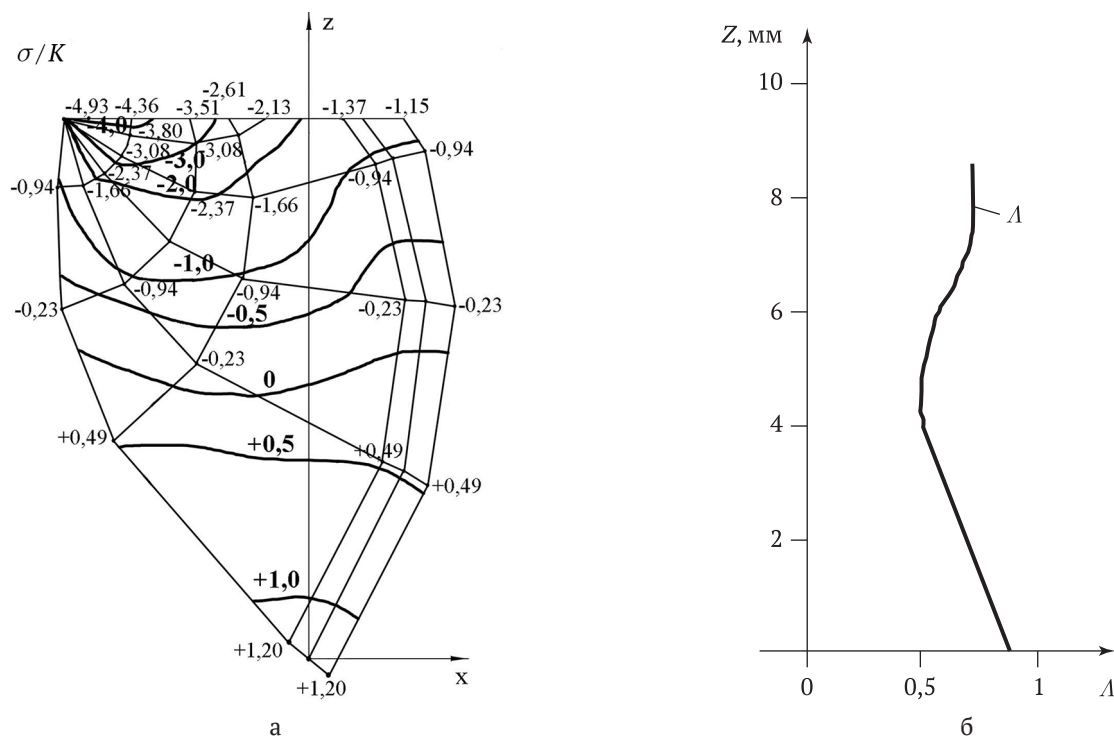 σ/K
z
-2,61
-4,93 -4,36 -3,51 -2,13 -1,37 -1,15
-4,0 -3,80
-3,08 -3,0 -3,08 -0,94
-2,37 -2,0 -0,94
-0,94 -1,66 -2,37 -1,66
-1,0
-0,94 -0,94
-0,23 -0,5 -0,23 -0,23
-0,23
0
+0,49 +0,5 +0,49
+0,49
+1,0
+1,20
x
+1,20
а
Z, мм
10
8
Λ
6
4
2
0 0,5 1 Λ
б